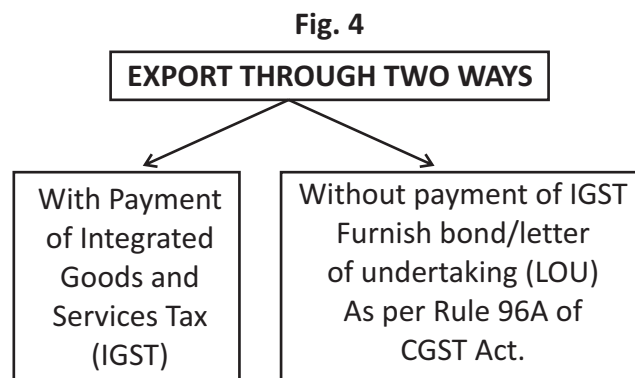 Fig. 4
EXPORT THROUGH TWO WAYS
With Payment
of Integrated
Goods and
Services Tax
(IGST)
Without payment of IGST
Furnish bond/letter
of undertaking (LOU)
As per Rule 96A of
CGST Act.